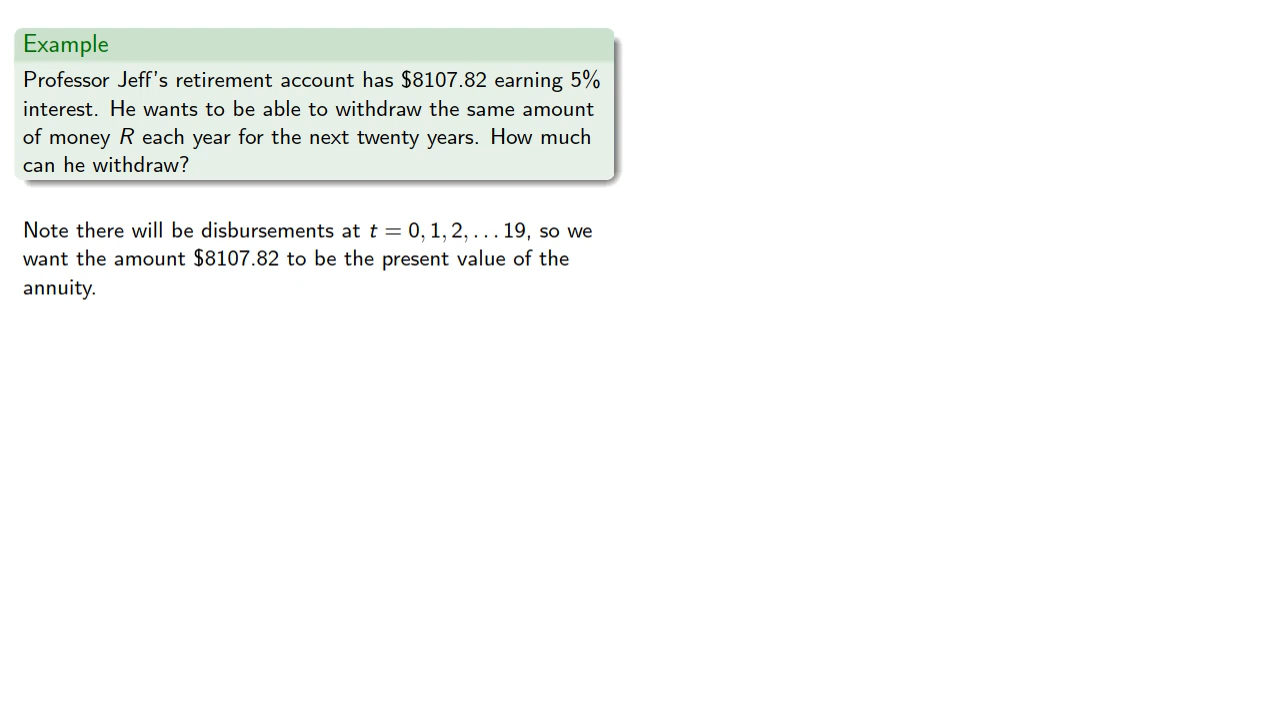 Example
Professor Jeff's retirement account has $8107.82 earning 5%
interest. He wants to be able to withdraw the same amount
of money R each year for the next twenty years. How much
can he withdraw?
Note there will be disbursements at t = 0, 1, 2, . . . 19, so we
want the amount $8107.82 to be the present value of the
annuity.